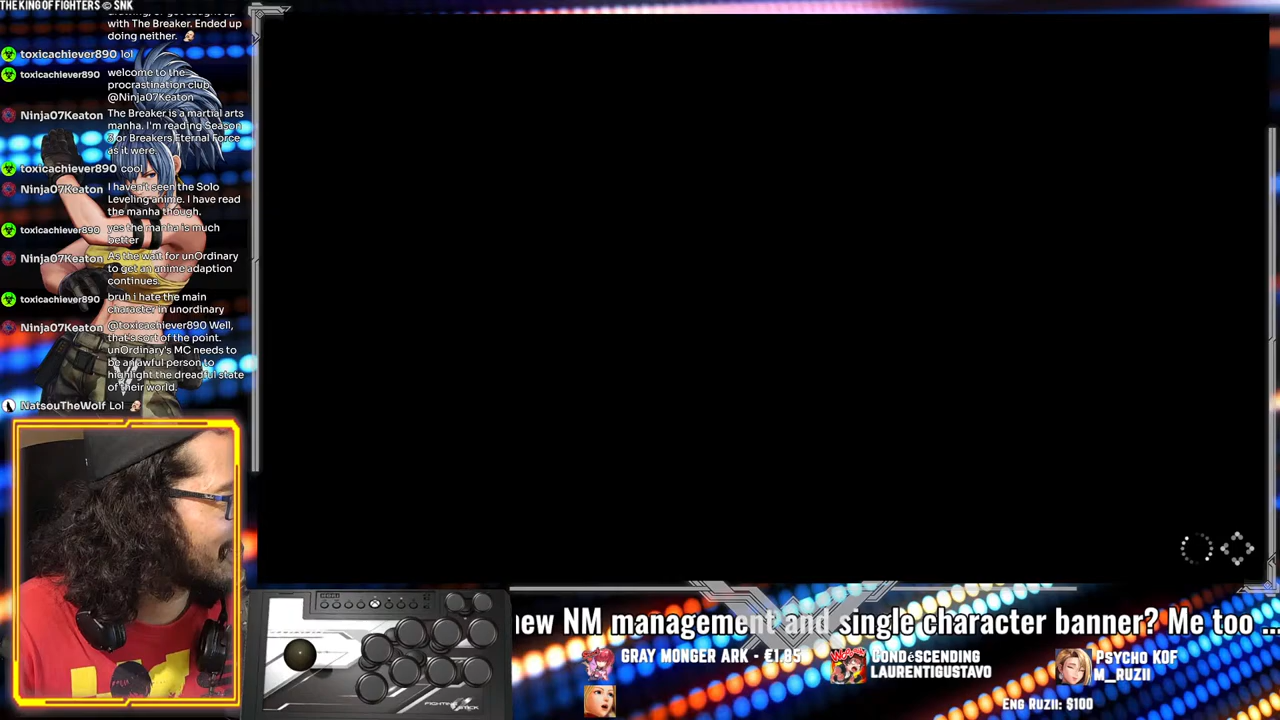 THE KING OF FIGHTERS © SNK
with The Breaker. Ended up
doing neither.
toxicachiever890 lol
toxicachiever890 welcome to the
procrastination club
@Ninja07Keaton
Ninja07Keaton The Breaker is a martial arts
manha. I'm reading Season
3 or Breakers Eternal Force
as it were.
toxicachiever890 cool
Ninja07Keaton I haven't seen the Solo
Leveling anime. I have read
the manha though.
toxicachiever890 yes the manha is much
better
Ninja07Keaton As the wait for unOrdinary
to get an anime adaption
continues.
toxicachiever890 bruh i hate the main
character in unordinary
Ninja07Keaton @toxicachiever890 Well,
that's sort of the point.
unOrdinary's MC needs to
be an awful person to
highlight the dreadful state
of their world.
NatsouTheWolf Lol
new NM management and single character banner? Me too ...
GRAY MONGER ARK - €1.85
CONDéSCENDING
LAURENTIGUSTAVO
PSYCHO KOF
M_RUZII
ENG RUZII: $100
FIGHTING STICK